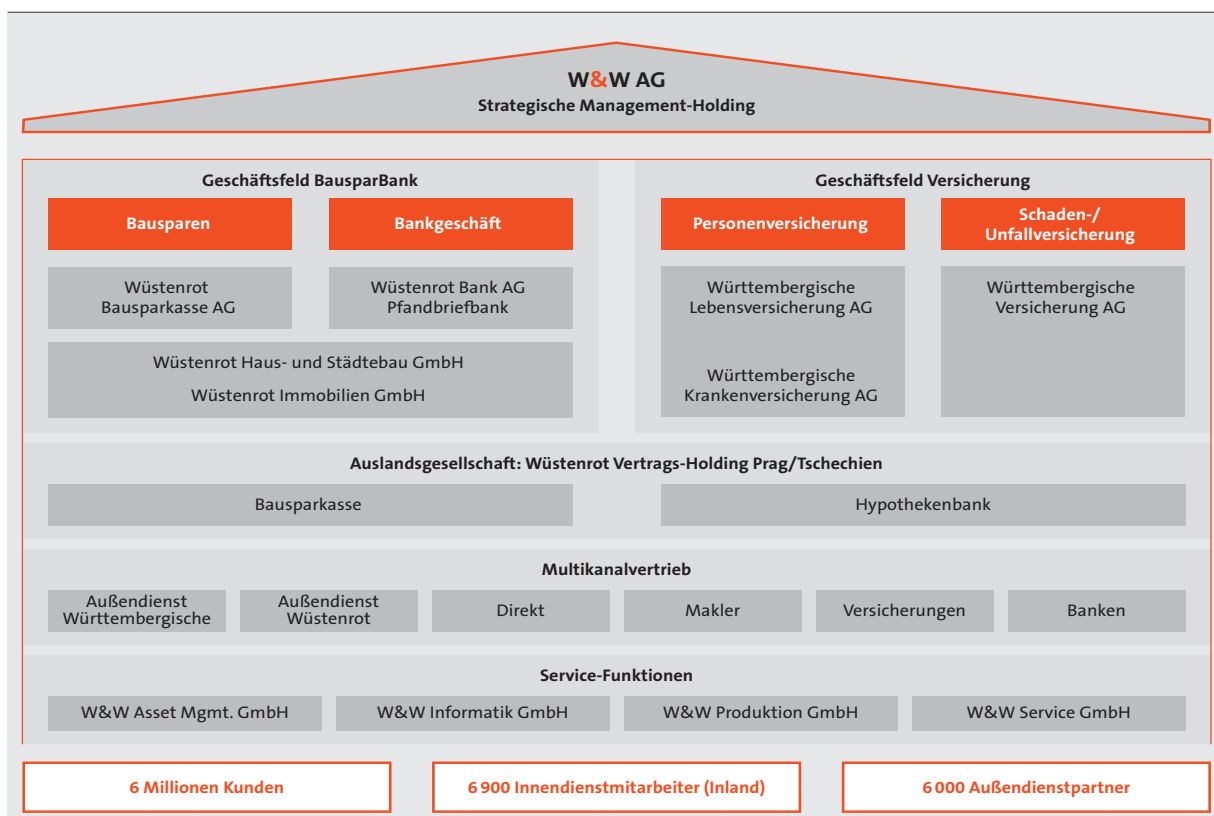 W&W AG
Strategische Management-Holding
Geschäftsfeld BausparBank
Bausparen
Bankgeschäft
Wüstenrot
Bausparkasse AG
Wüstenrot Bank AG
Pfandbriefbank
Wüstenrot Haus- und Städtebau GmbH
Wüstenrot Immobilien GmbH
Geschäftsfeld Versicherung
Personenversicherung
Schaden-/
Unfallversicherung
Württembergische
Lebensversicherung AG
Württembergische
Krankenversicherung AG
Württembergische
Versicherung AG
Auslandsgesellschaft: Wüstenrot Vertrags-Holding Prag/Tschechien
Bausparkasse
Hypothekenbank
Multikanalvertrieb
Außendienst
Württembergische
Außendienst
Wüstenrot
Direkt
Makler
Versicherungen
Banken
Service-Funktionen
W&W Asset Mgmt. GmbH
W&W Informatik GmbH
W&W Produktion GmbH
W&W Service GmbH
6 Millionen Kunden
6 900 Innendienstmitarbeiter (Inland)
6 000 Außendienstpartner